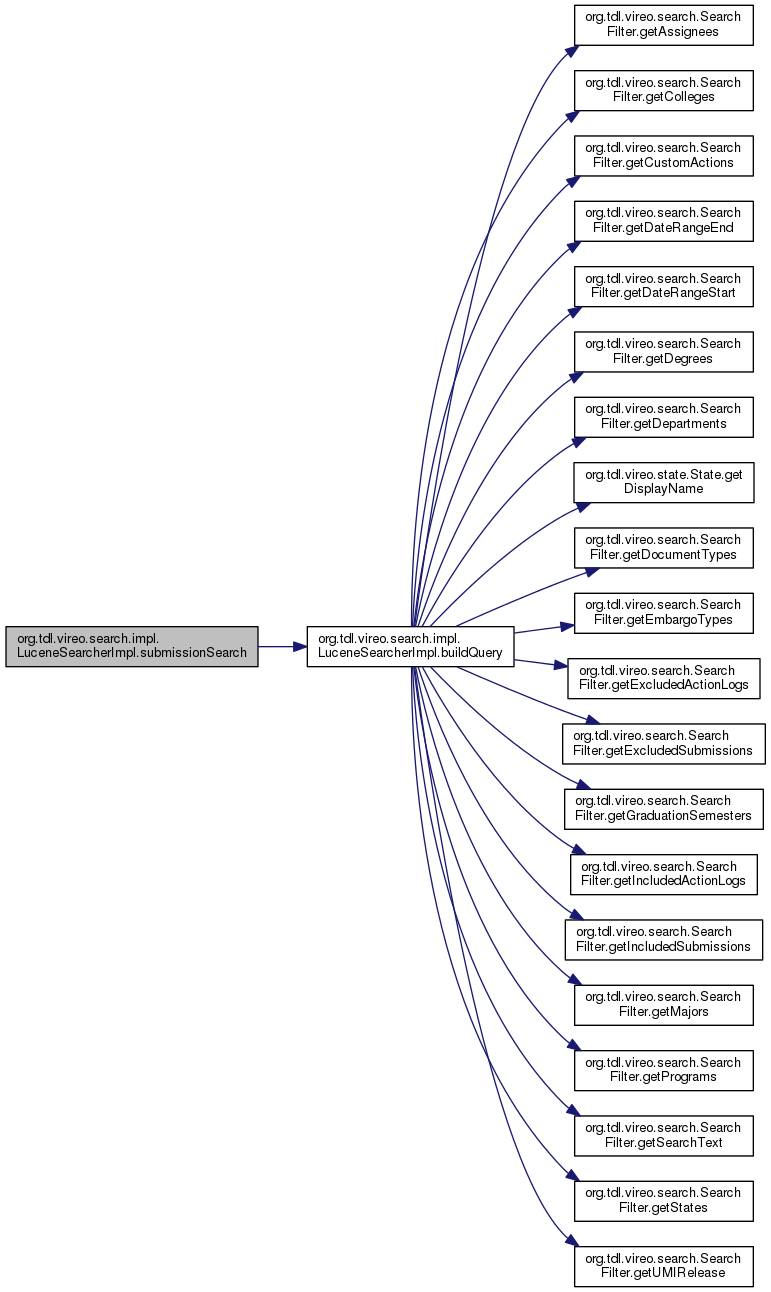 org.tdl.vireo.search.Search
Filter.getAssignees
org.tdl.vireo.search.Search
Filter.getColleges
org.tdl.vireo.search.Search
Filter.getCustomActions
org.tdl.vireo.search.Search
Filter.getDateRangeEnd
org.tdl.vireo.search.Search
Filter.getDateRangeStart
org.tdl.vireo.search.Search
Filter.getDegrees
org.tdl.vireo.search.Search
Filter.getDepartments
org.tdl.vireo.state.State.get
DisplayName
org.tdl.vireo.search.Search
Filter.getDocumentTypes
org.tdl.vireo.search.Search
Filter.getEmbargoTypes
org.tdl.vireo.search.impl.
LuceneSearcherImpl.submissionSearch
org.tdl.vireo.search.impl.
LuceneSearcherImpl.buildQuery
org.tdl.vireo.search.Search
Filter.getExcludedActionLogs
org.tdl.vireo.search.Search
Filter.getExcludedSubmissions
org.tdl.vireo.search.Search
Filter.getGraduationSemesters
org.tdl.vireo.search.Search
Filter.getIncludedActionLogs
org.tdl.vireo.search.Search
Filter.getIncludedSubmissions
org.tdl.vireo.search.Search
Filter.getMajors
org.tdl.vireo.search.Search
Filter.getPrograms
org.tdl.vireo.search.Search
Filter.getSearchText
org.tdl.vireo.search.Search
Filter.getStates
org.tdl.vireo.search.Search
Filter.getUMIRelease